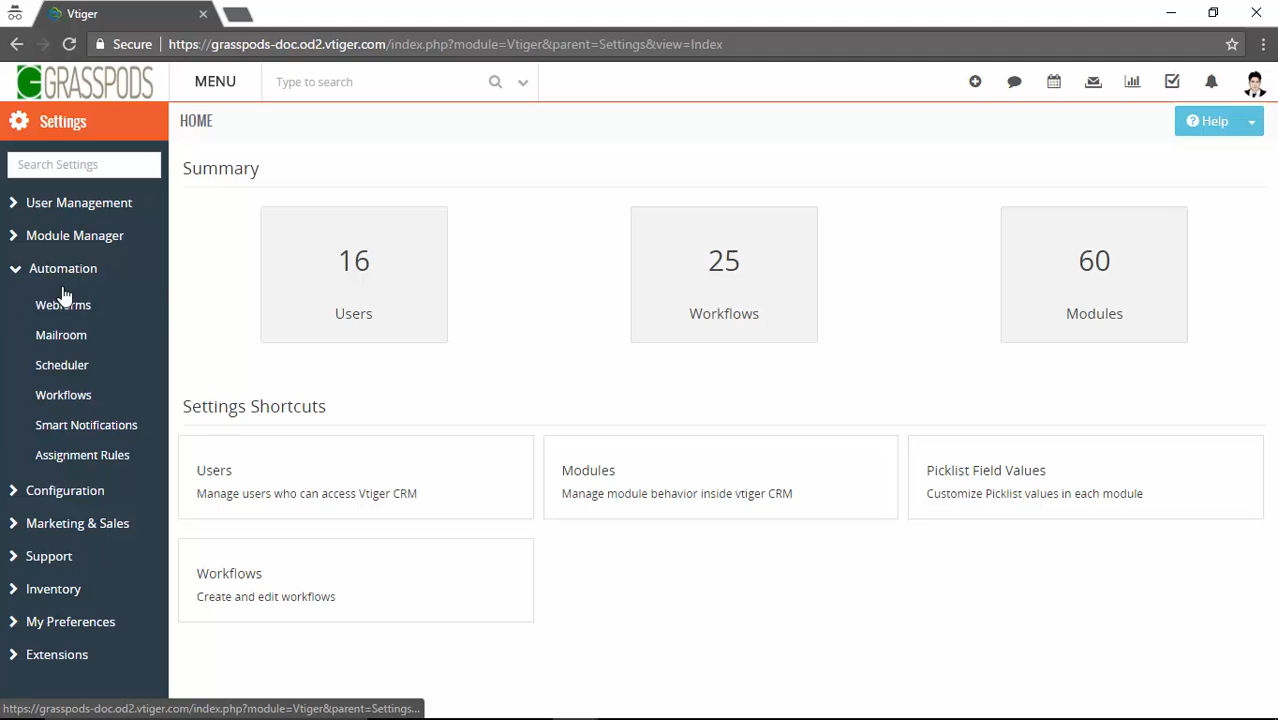 Vtiger
Secure https://grasspods-doc.od2.vtiger.com/index.php?module=Vtiger&parent=Settings&view=Index
GRASSPODS MENU Type to search
Settings HOME Help
Search Settings
Summary
User Management
Module Manager
Automation
Webforms
Mailroom
Scheduler
Workflows
Smart Notifications
Assignment Rules
Configuration
Marketing & Sales
Support
Inventory
My Preferences
Extensions
16 25 60
Users Workflows Modules
Settings Shortcuts
Users Modules Picklist Field Values
Manage users who can access Vtiger CRM Manage module behavior inside vtiger CRM Customize Picklist values in each module
Workflows
Create and edit workflows
https://grasspods-doc.od2.vtiger.com/index.php?module=Vtiger&parent=Settings...